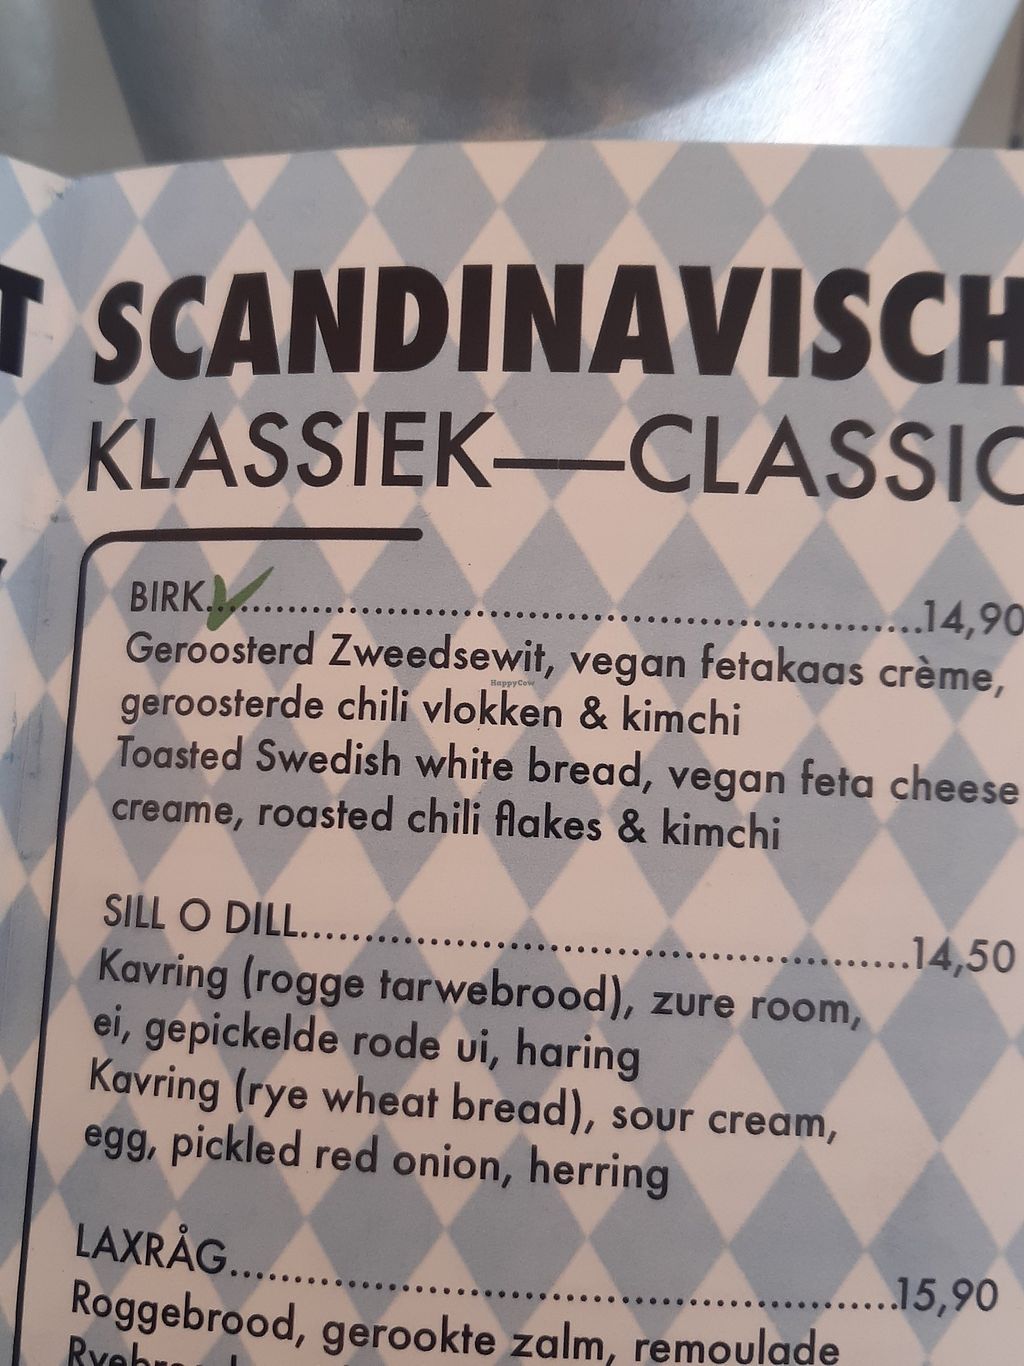 T SCANDINAVISCH
KLASSIEK—CLASSIC
BIRK..........14,90
Geroosterd Zweedsewit, vegan fetakaas crème,
geroosterde chili vlokken & kimchi
Toasted Swedish white bread, vegan feta cheese
creame, roasted chili flakes & kimchi
SILL O DILL..........14,50
Kavring (rogge tarwebrood), zure room,
ei, gepickelde rode ui, haring
Kavring (rye wheat bread), sour cream,
egg, pickled red onion, herring
LAXRÅG..........15,90
Roggebrood, gerookte zalm, remoulade
HappyCow